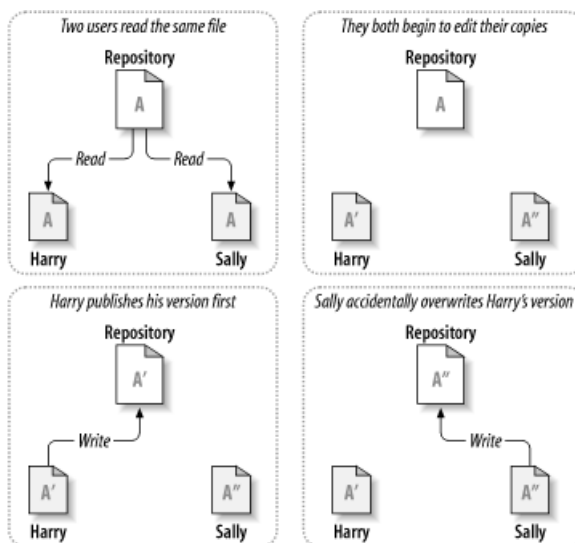 Two users read the same file
Repository
A
Read
Read
A
A
Harry
Sally
They both begin to edit their copies
Repository
A
A′
A″
Harry
Sally
Harry publishes his version first
Repository
A′
Write
A′
A″
Harry
Sally
Sally accidentally overwrites Harry's version
Repository
A″
Write
A′
A″
Harry
Sally